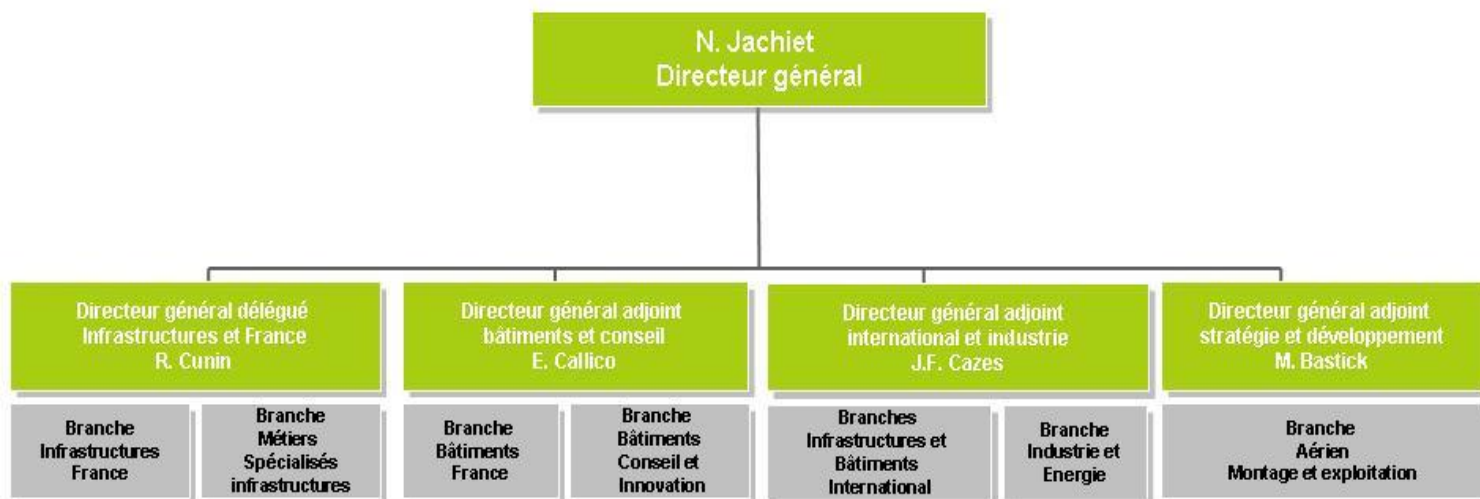 N. Jachiet
Directeur général
Directeur général délégué
Infrastructures et France
R. Cunin
Directeur général adjoint
bâtiments et conseil
E. Callico
Directeur général adjoint
international et industrie
J.F. Cazes
Directeur général adjoint
stratégie et développement
M. Bastick
Branche
Infrastructures
France
Branche
Métiers
Spécialisés
infrastructures
Branche
Bâtiments
France
Branche
Bâtiments
Conseil et
Innovation
Branches
Infrastructures et
Bâtiments
International
Branche
Industrie et
Energie
Branche
Aérien
Montage et exploitation